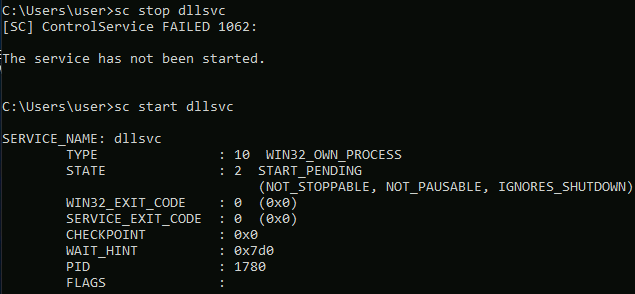 C:\Users\user>sc stop dllsvc
[SC] ControlService FAILED 1062:
The service has not been started.
C:\Users\user>sc start dllsvc
SERVICE_NAME: dllsvc
TYPE : 10 WIN32_OWN_PROCESS
STATE : 2 START_PENDING
(NOT_STOPPABLE, NOT_PAUSABLE, IGNORES_SHUTDOWN)
WIN32_EXIT_CODE : 0 (0x0)
SERVICE_EXIT_CODE : 0 (0x0)
CHECKPOINT : 0x0
WAIT_HINT : 0x7d0
PID : 1780
FLAGS :